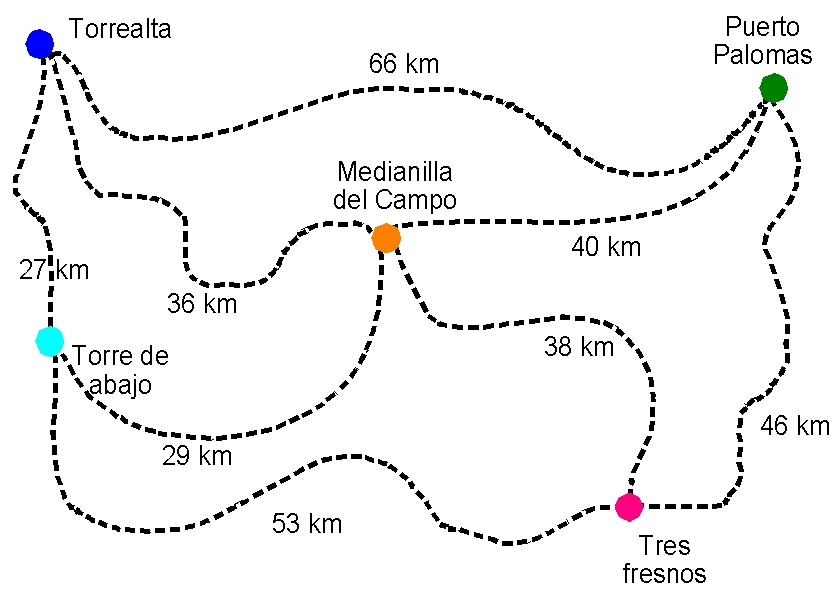 Torrealta
Puerto
Palomas
66 km
Medianilla
del Campo
40 km
27 km
36 km
38 km
Torre de
abajo
46 km
29 km
53 km
Tres
fresnos